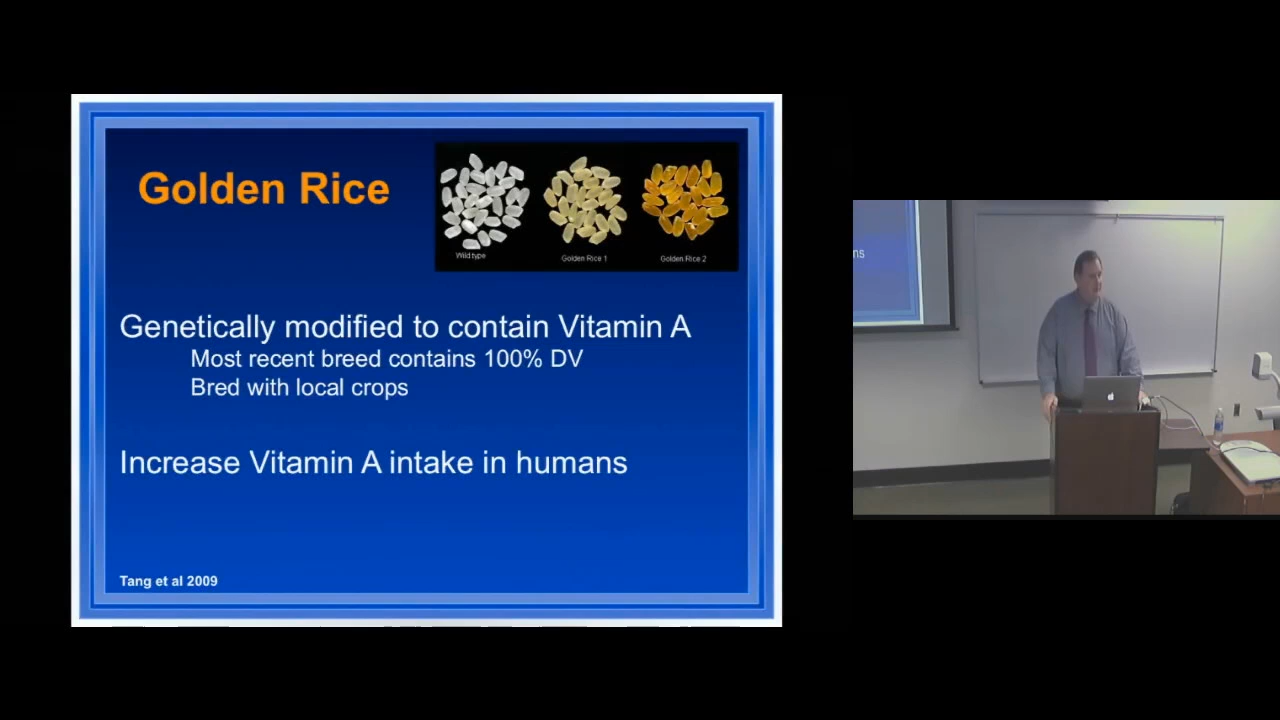 Golden Rice
Wild type
Golden Rice 1
Golden Rice 2
Genetically modified to contain Vitamin A
Most recent breed contains 100% DV
Bred with local crops
Increase Vitamin A intake in humans
Tang et al 2009
ns